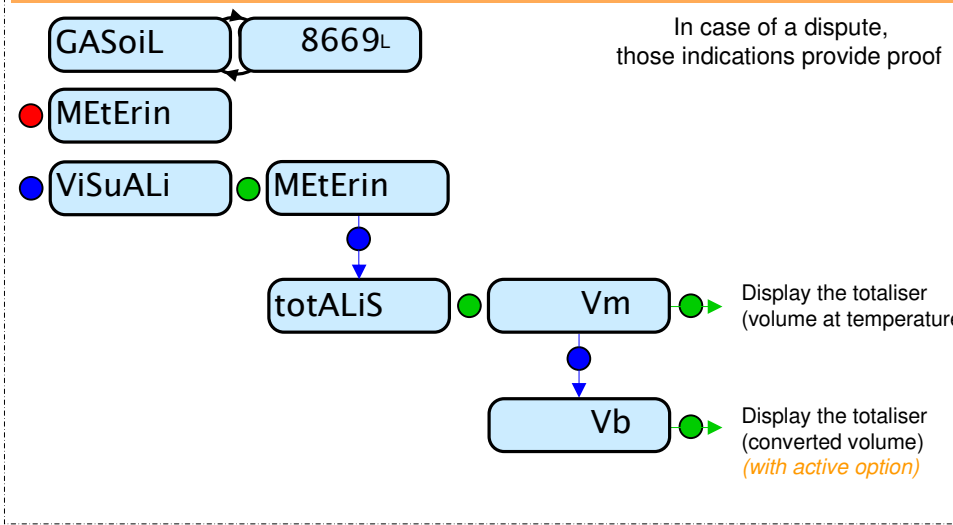 GASoiL 8669L
In case of a dispute,
those indications provide proof
MEtErin
ViSuALi MEtErin
totALiS Vm
Display the totaliser
(volume at temperature
Vb
Display the totaliser
(converted volume)
(with active option)